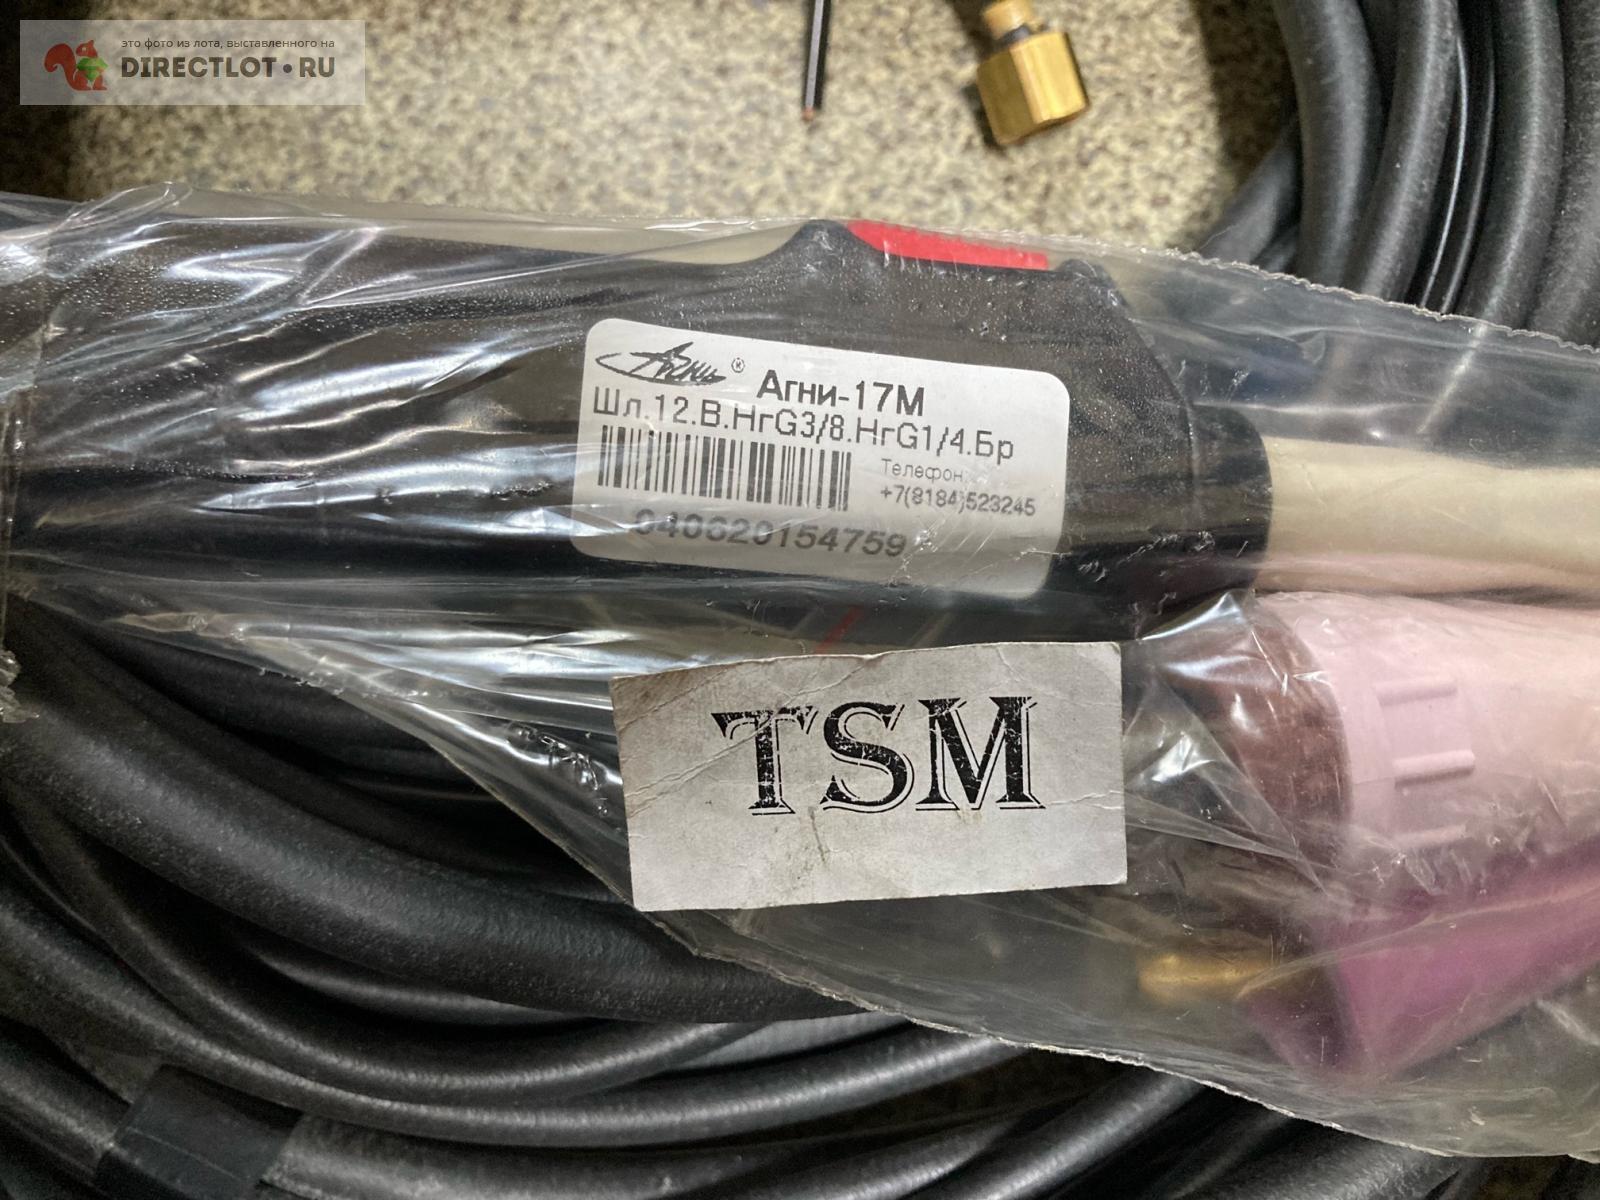 это фото из лота, выставленного на
DIRECTLOT•RU
Агни ®
Агни-17М
Шл.12.В.НгG3/8.НгG1/4.Бр
Телефон:
+7(8184)523245
040620154759
TSM